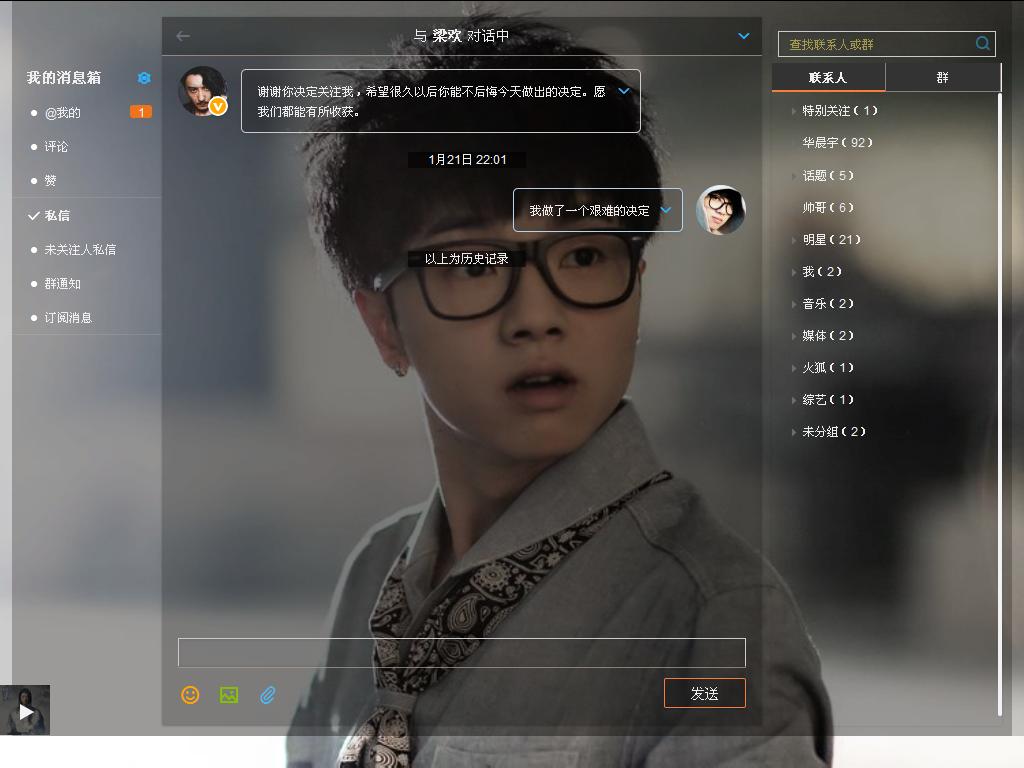 与 梁欢 对话中
查找联系人或群
我的消息箱
@我的
1
评论
赞
私信
未关注人私信
群通知
订阅消息
谢谢你决定关注我，希望很久以后你能不后悔今天做出的决定。愿
我们都能有所收获。
1月21日 22:01
我做了一个艰难的决定
以上为历史记录
发送
联系人
群
特别关注（1）
华晨宇（92）
话题（5）
帅哥（6）
明星（21）
我（2）
音乐（2）
媒体（2）
火狐（1）
综艺（1）
未分组（2）